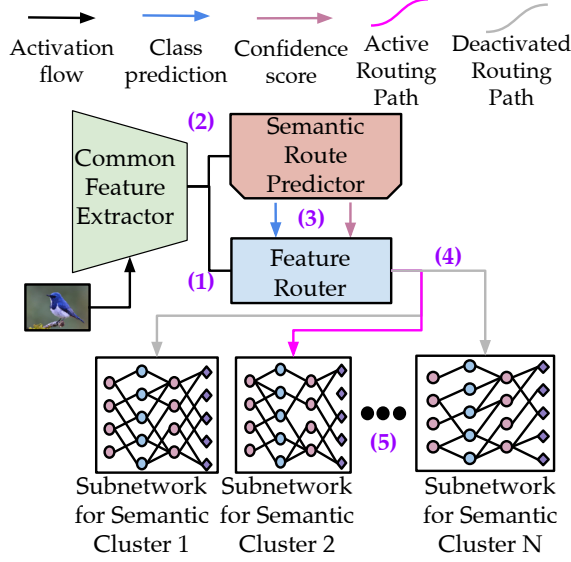 Activation
flow
Class
prediction
Confidence
score
Active
Routing
Path
Deactivated
Routing
Path
(2)
Common
Feature
Extractor
Semantic
Route
Predictor
(3)
(1)
Feature
Router
(4)
(5)
Subnetwork
for Semantic
Cluster 1
Subnetwork
for Semantic
Cluster 2
Subnetwork
for Semantic
Cluster N